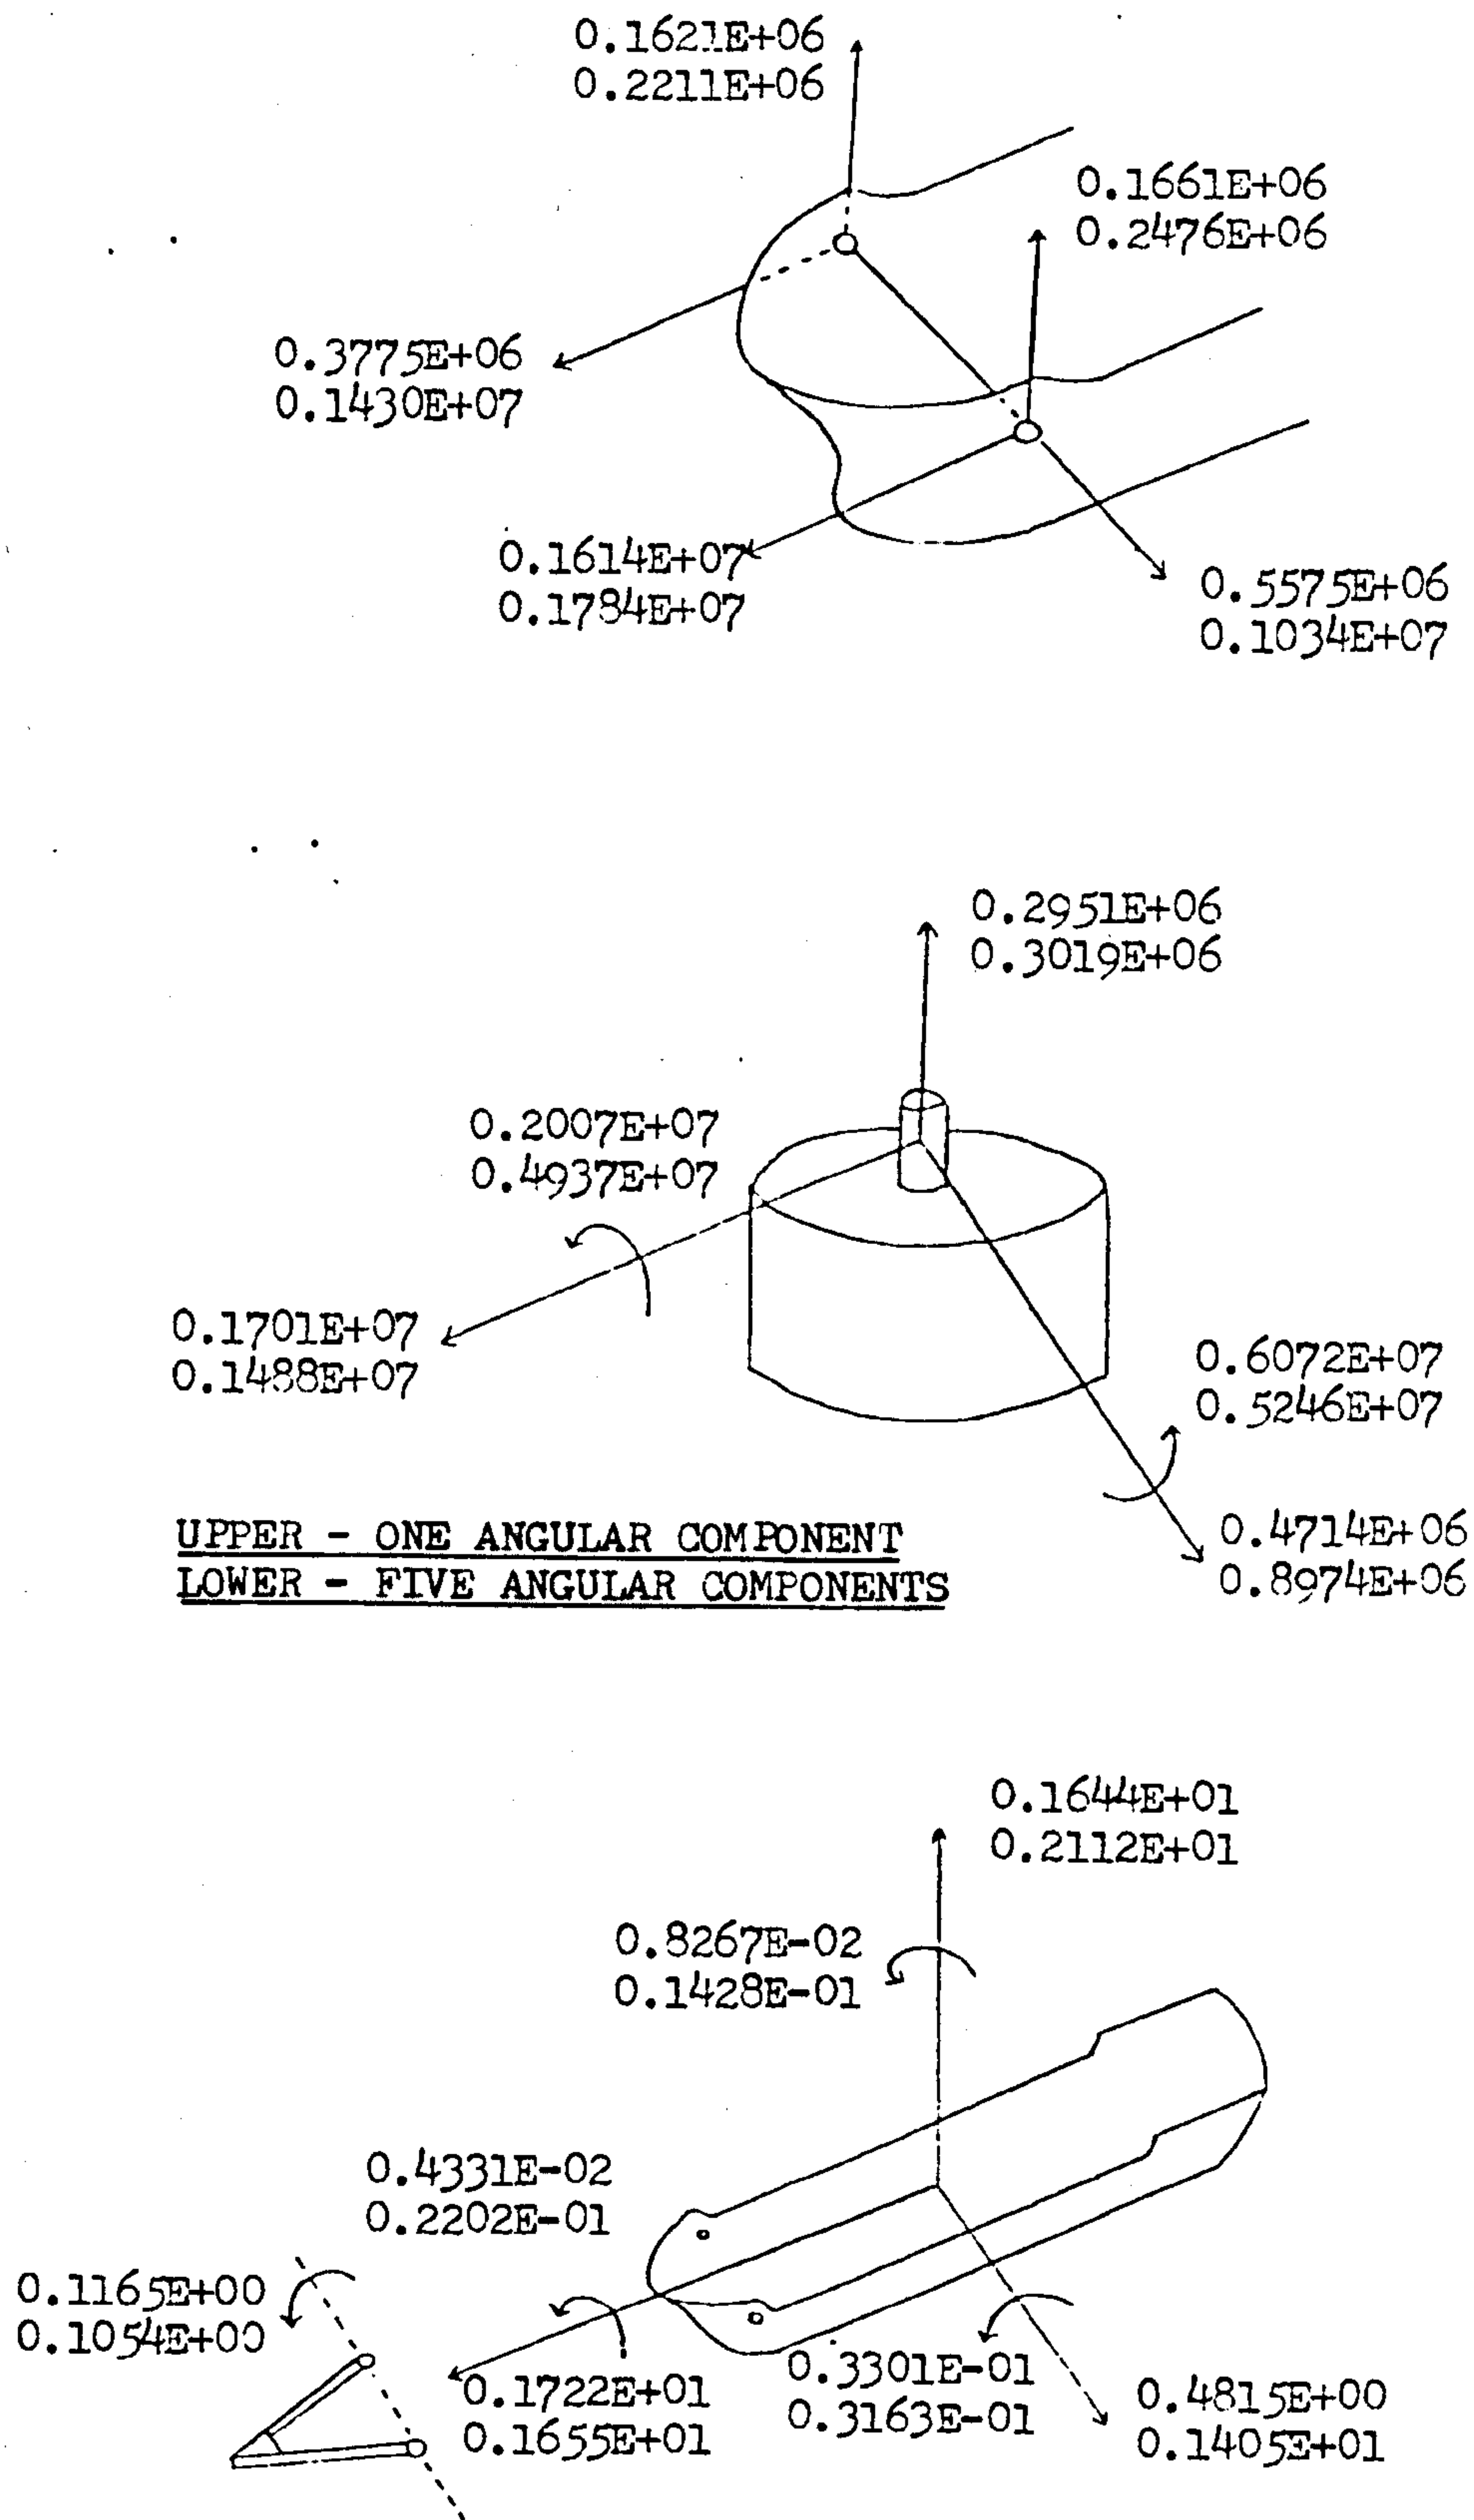 0.1621E+06
0.2211E+06
0.1661E+06
0.2476E+06
0.3775E+06
0.1430E+07
0.1614E+07
0.1784E+07
0.5575E+06
0.1034E+07
0.2951E+06
0.3019E+06
0.2007E+07
0.4937E+07
0.1701E+07
0.1488E+07
0.6072E+07
0.5246E+07
0.4714E+06
0.8974E+06
UPPER - ONE ANGULAR COMPONENT
LOWER - FIVE ANGULAR COMPONENTS
0.1644E+01
0.2112E+01
0.8267E-02
0.1428E-01
0.4331E-02
0.2202E-01
0.1165E+00
0.1054E+00
0.1722E+01
0.1655E+01
0.3301E-01
0.3163E-01
0.4815E+00
0.1405E+01